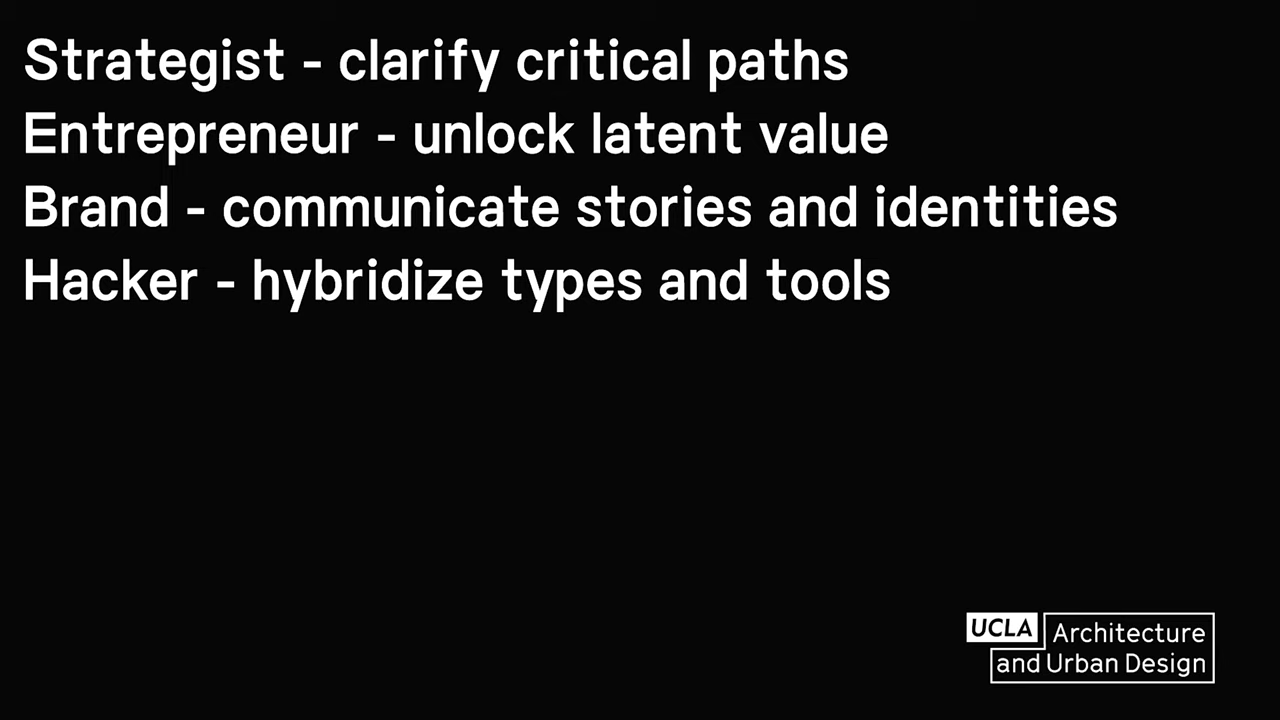 Strategist - clarify critical paths
Entrepreneur - unlock latent value
Brand - communicate stories and identities
Hacker - hybridize types and tools
UCLA Architecture
and Urban Design